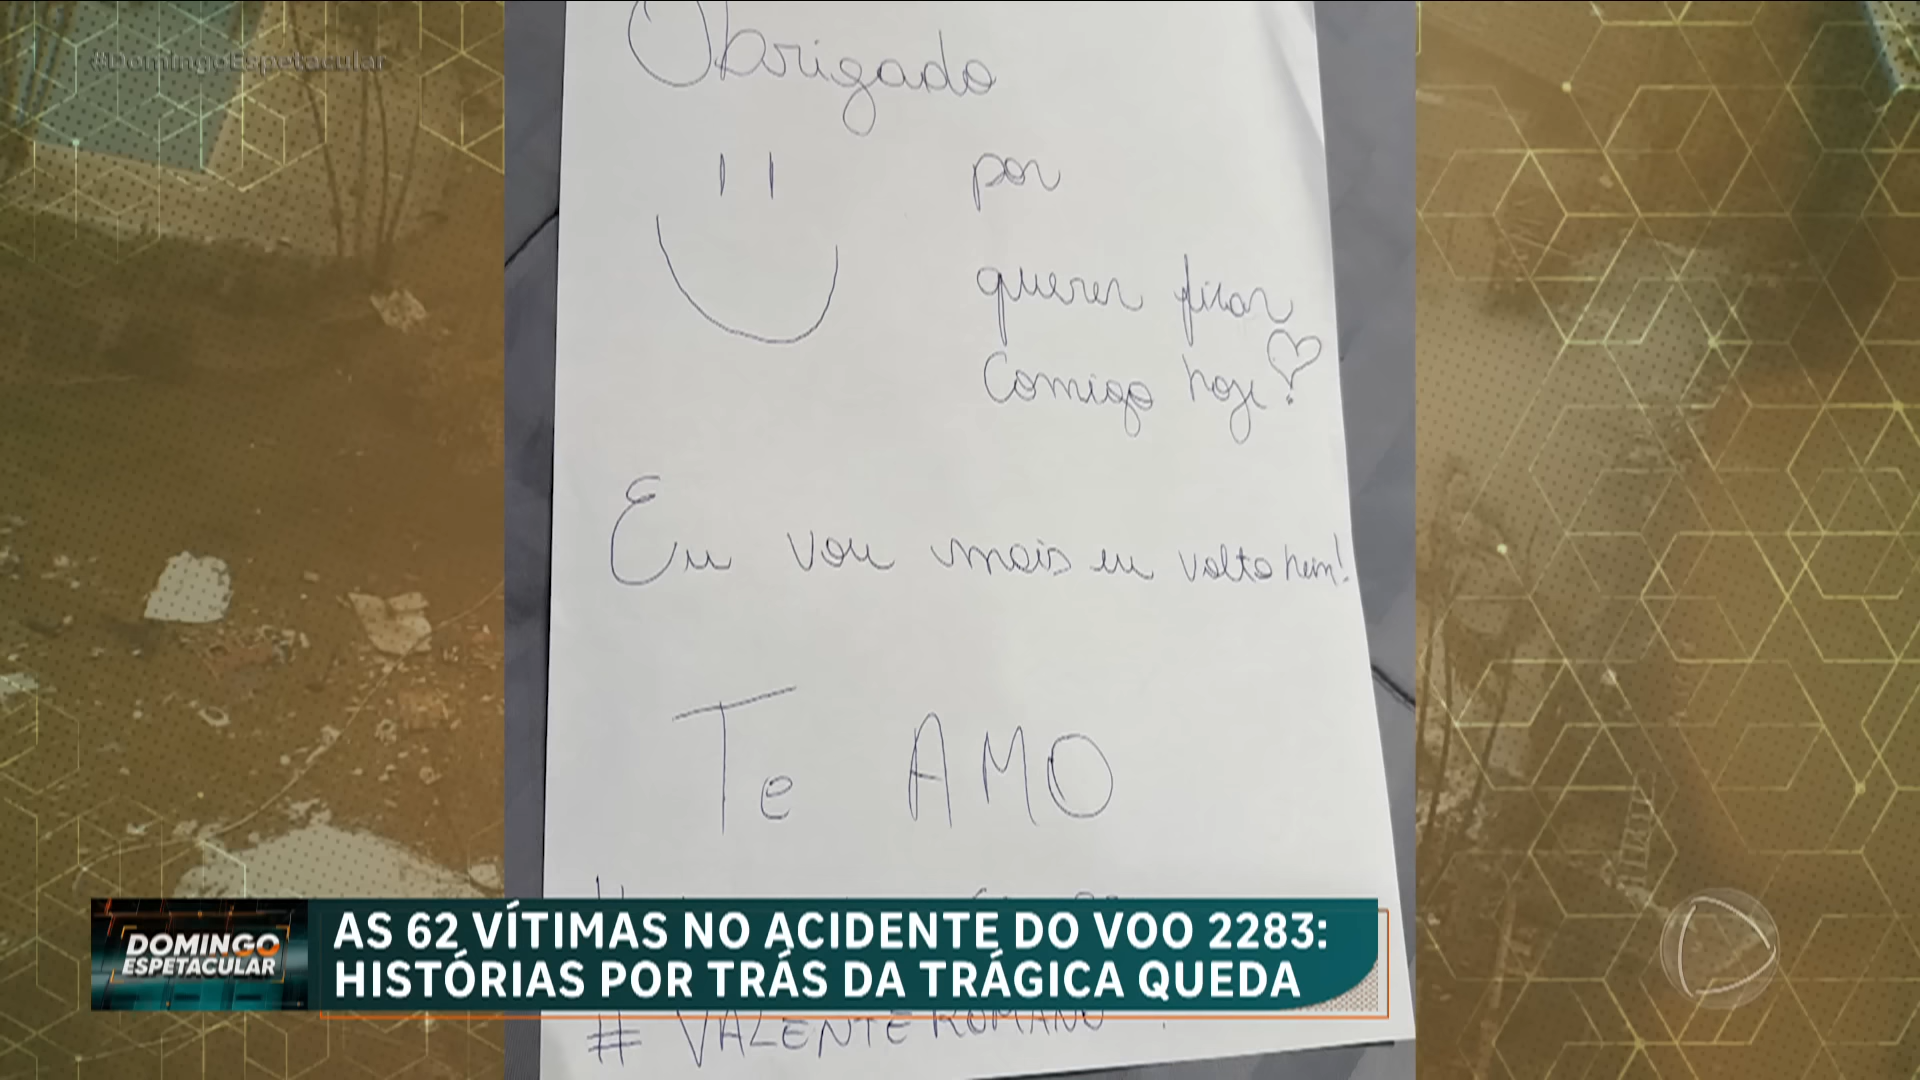 #DomingoEspetacular
Obrigado
por
querer ficar
Comigo hoje!
Eu vou mais eu volto hem!
Te AMO
#
AS 62 VÍTIMAS NO ACIDENTE DO VOO 2283:
DOMINGO
ESPETACULAR
HISTÓRIAS POR TRÁS DA TRÁGICA QUEDA
# VALENTE ROMANO